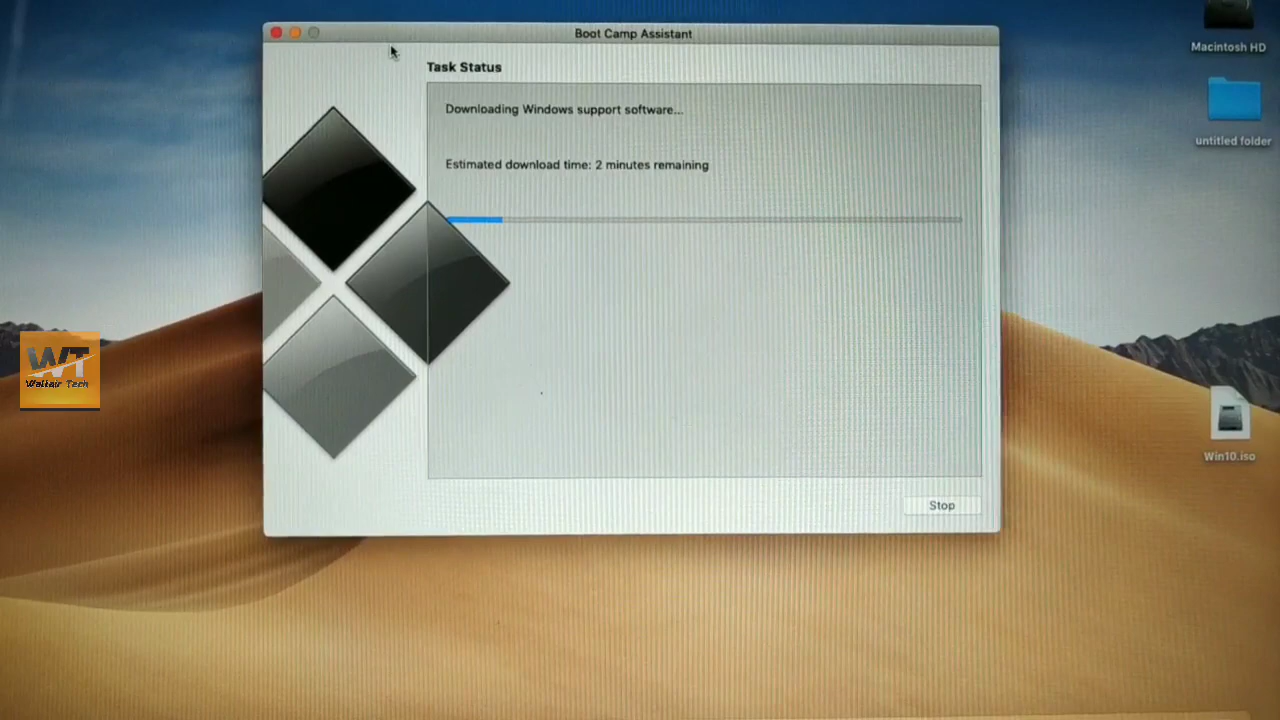 Boot Camp Assistant
Task Status
Downloading Windows support software...
Estimated download time: 2 minutes remaining
Stop
Macintosh HD
untitled folder
Win10.iso
WT
Waltair Tech